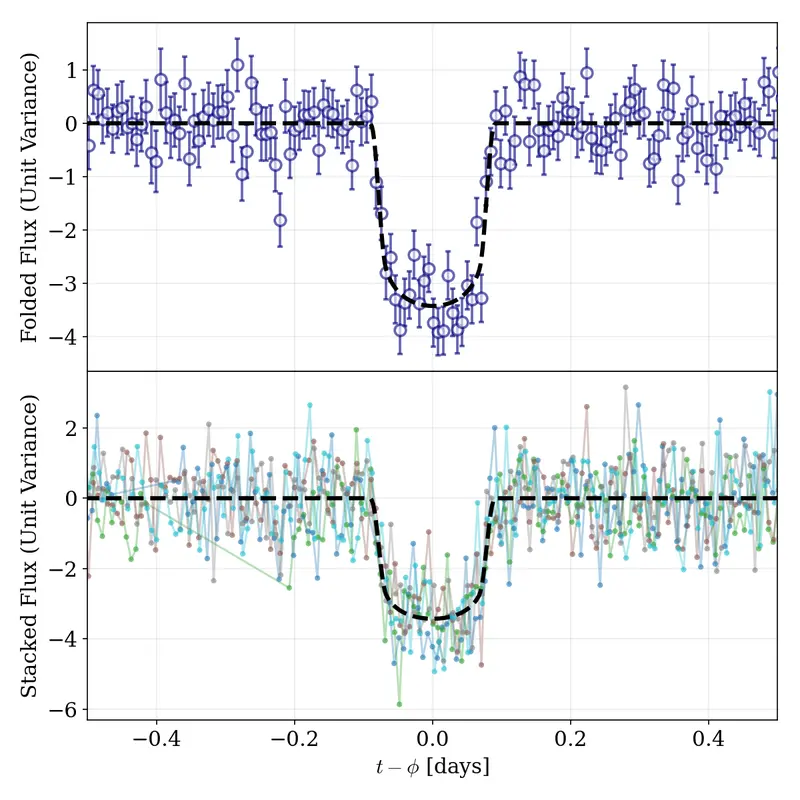 Folded Flux (Unit Variance)
1
0
−1
−2
−3
−4
Stacked Flux (Unit Variance)
2
0
−2
−4
−6
−0.4 −0.2 0.0 0.2 0.4
t − ϕ [days]